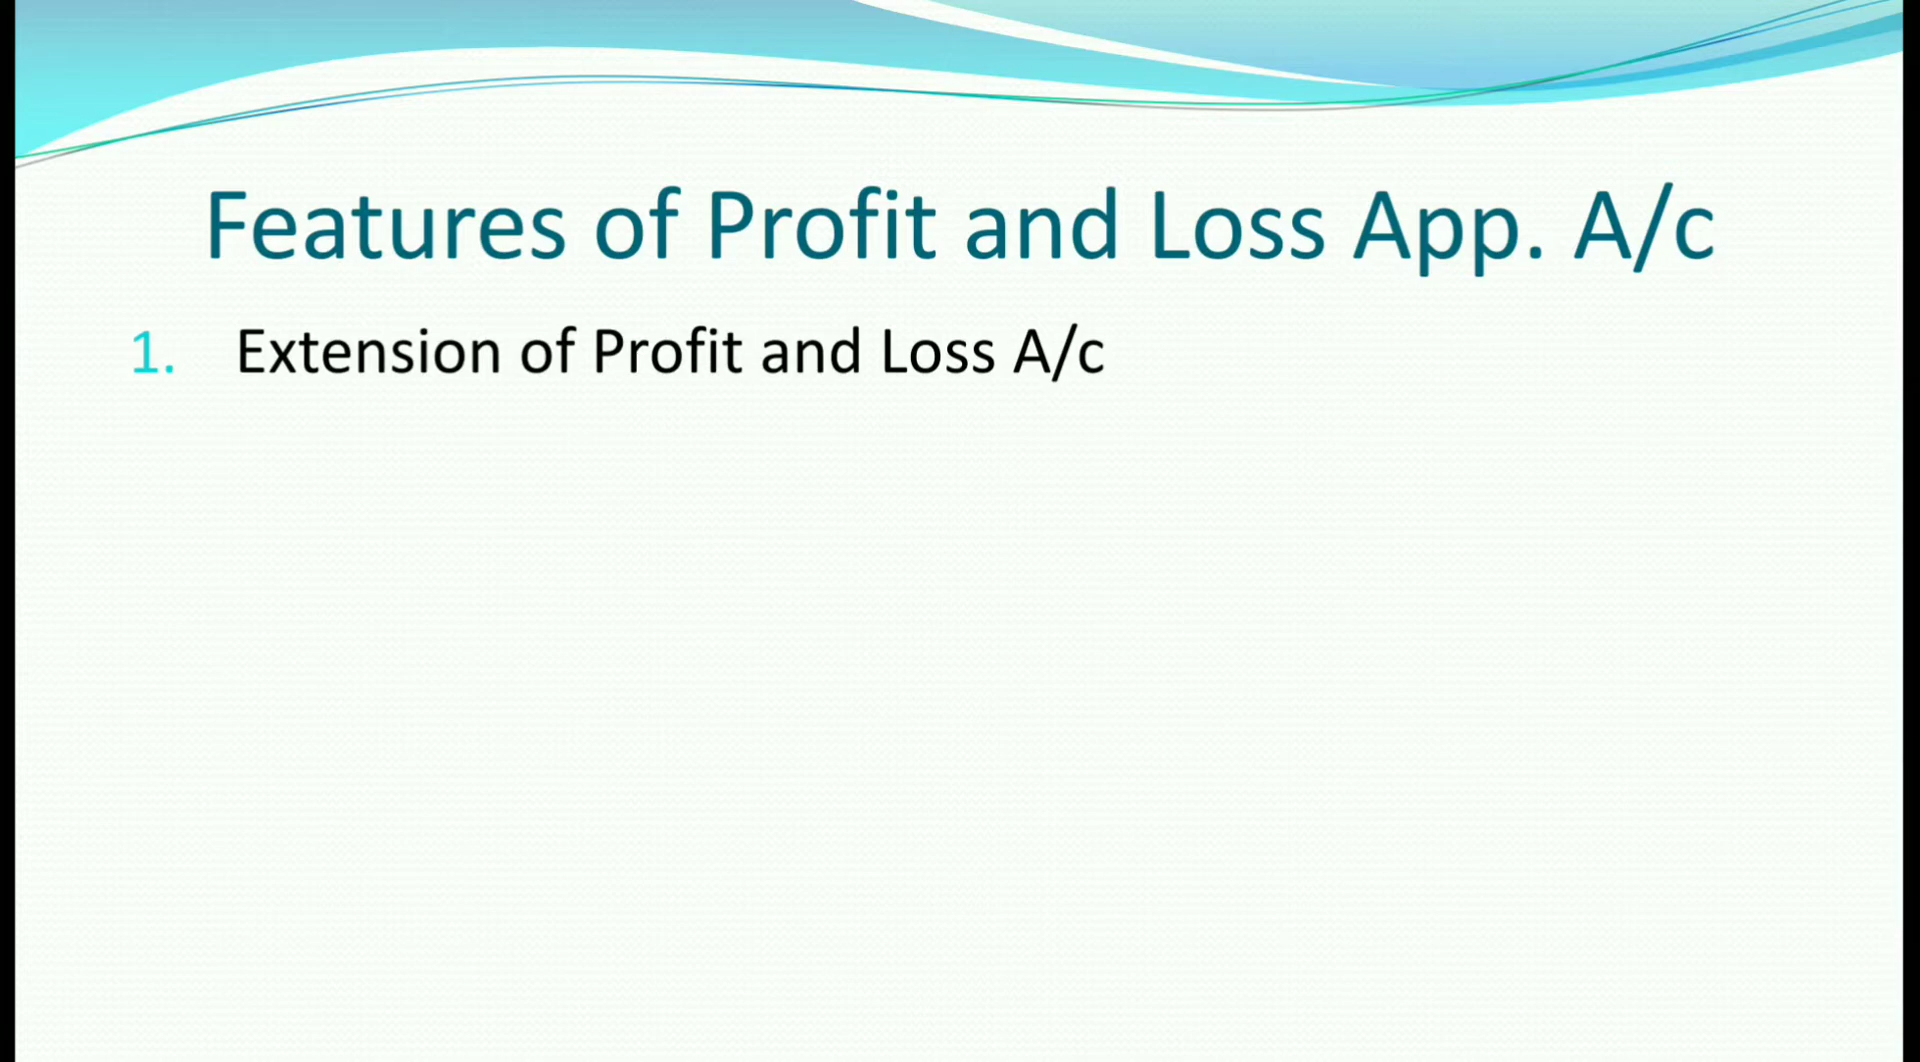 Features of Profit and Loss App. A/c
1. Extension of Profit and Loss A/c